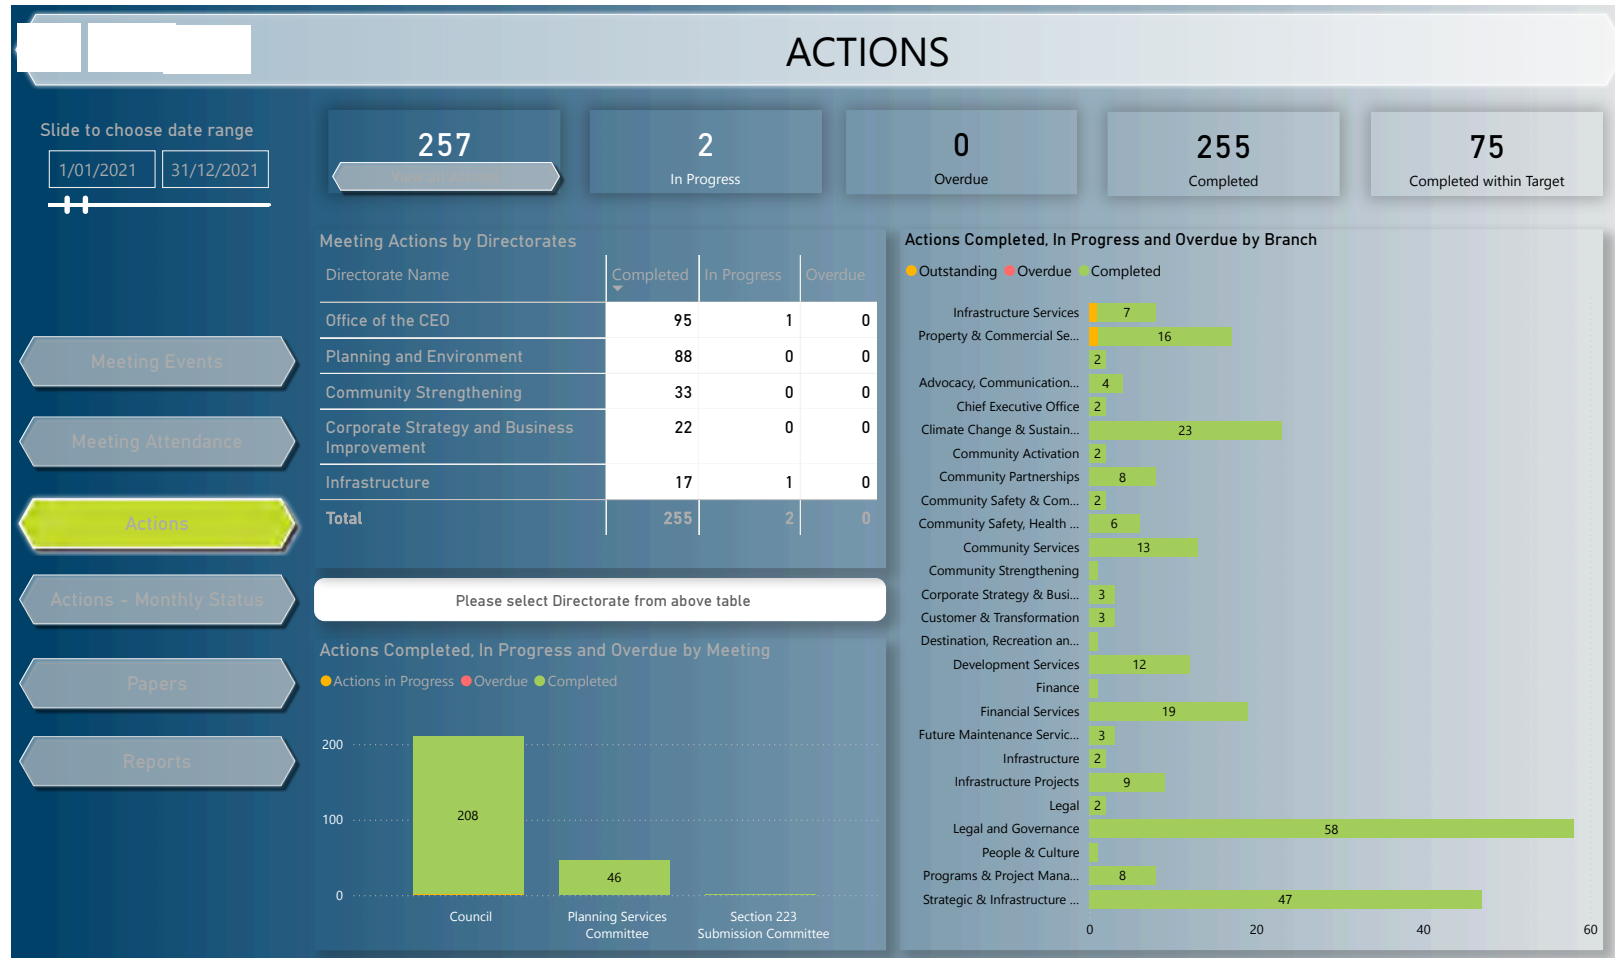 ACTIONS
Slide to choose date range
1/01/2021
31/12/2021
257
2
In Progress
0
Overdue
255
Completed
75
Completed within Target
Meeting Events
Meeting Attendance
Actions
Actions - Monthly Status
Papers
Reports
Meeting Actions by Directorates
Directorate Name Completed In Progress Overdue
Office of the CEO 95 1 0
Planning and Environment 88 0 0
Community Strengthening 33 0 0
Corporate Strategy and Business 22 0 0
Improvement
Infrastructure 17 1 0
Total 255 2 0
Please select Directorate from above table
Actions Completed, In Progress and Overdue by Meeting
Actions in Progress Overdue Completed
200
100
0
208
46
Council
Planning Services
Committee
Section 223
Submission Committee
Actions Completed, In Progress and Overdue by Branch
Outstanding Overdue Completed
Infrastructure Services 7
Property & Commercial Se... 16
2
Advocacy, Communication... 4
Chief Executive Office 2
Climate Change & Sustain... 23
Community Activation 2
Community Partnerships 8
Community Safety & Com... 2
Community Safety, Health ... 6
Community Services 13
Community Strengthening
Corporate Strategy & Busi... 3
Customer & Transformation 3
Destination, Recreation an...
Development Services 12
Finance
Financial Services 19
Future Maintenance Servic... 3
Infrastructure 2
Infrastructure Projects 9
Legal 2
Legal and Governance 58
People & Culture
Programs & Project Mana... 8
Strategic & Infrastructure ... 47
0 20 40 60